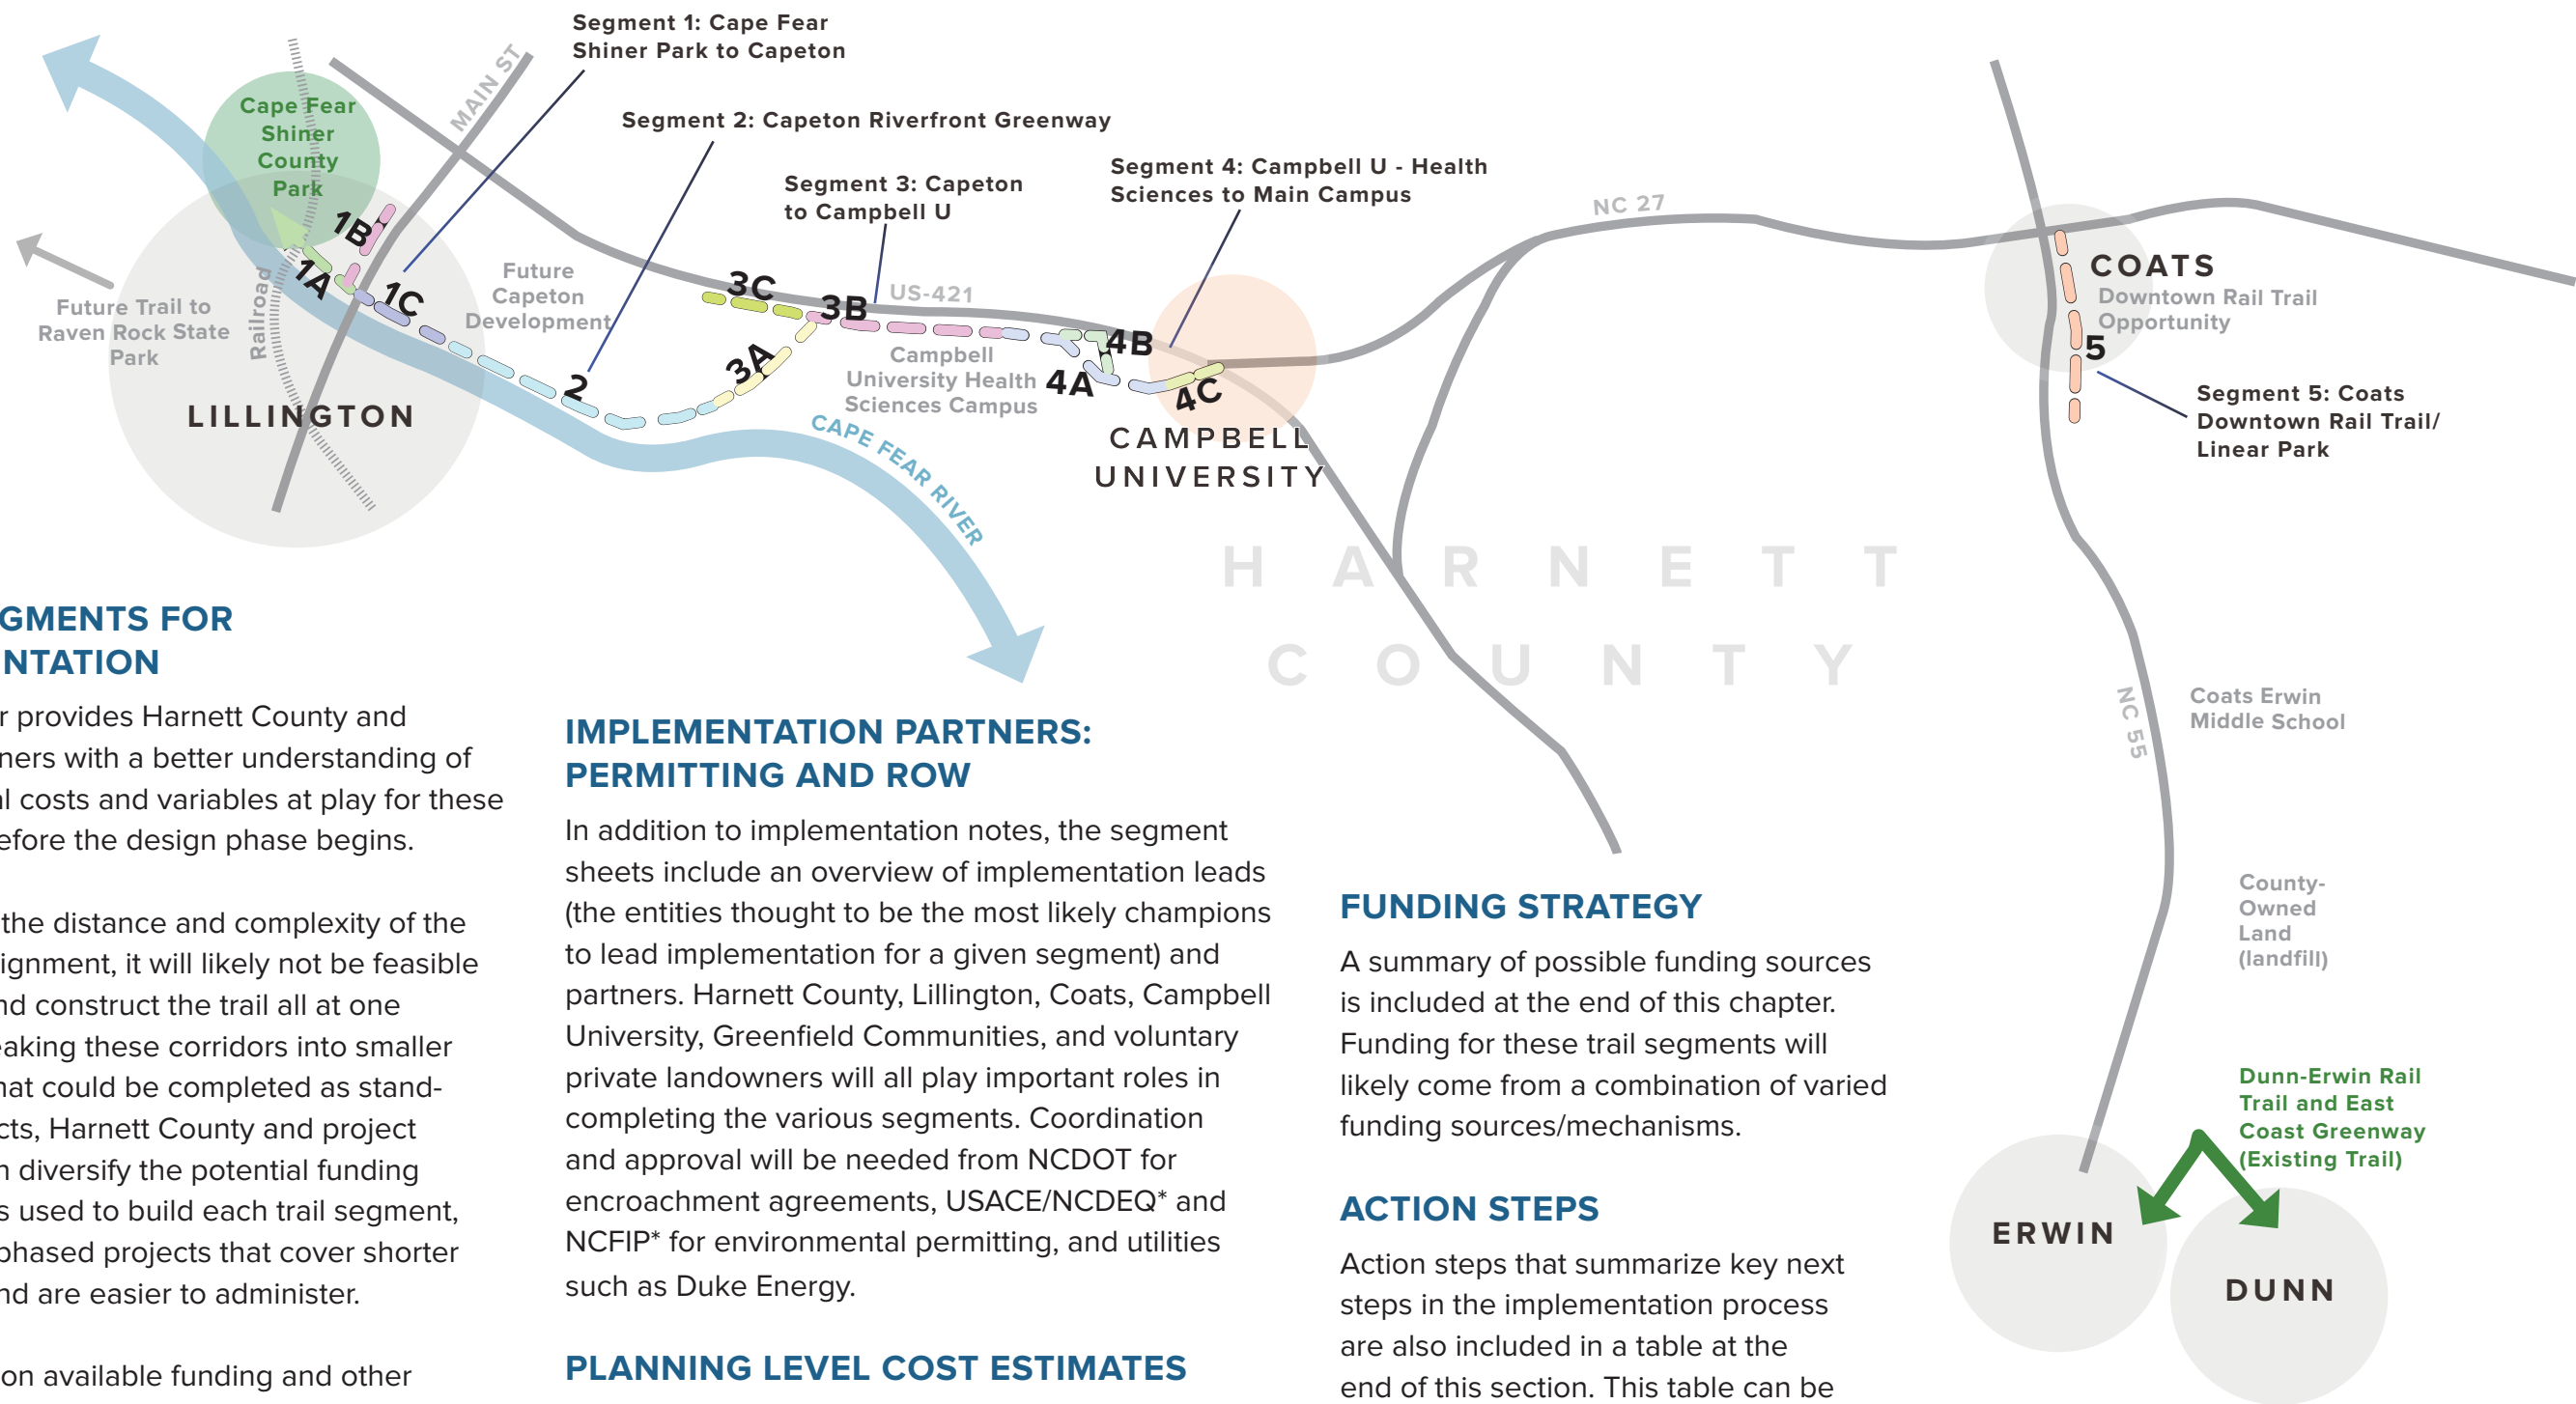 Segment 1: Cape Fear
Shiner Park to Capeton
MAIN ST
Cape Fear
Shiner
County
Park
Segment 2: Capeton Riverfront Greenway
Segment 3: Capeton
to Campbell U
Segment 4: Campbell U - Health
Sciences to Main Campus
NC 27
1B
1A
1C
Railroad
Future Trail to
Raven Rock State
Park
Future
Capeton
Development
LILLINGTON
2
3C
3B
3A
US-421
Campbell
University Health
Sciences Campus
4B
4A
4C
CAMPBELL
UNIVERSITY
CAPE FEAR RIVER
COATS
Downtown Rail Trail
Opportunity
5
Segment 5: Coats
Downtown Rail Trail/
Linear Park
HARNETT
COUNTY
NC 55
Coats Erwin
Middle School
County-
Owned
Land
(landfill)
Dunn-Erwin Rail
Trail and East
Coast Greenway
(Existing Trail)
ERWIN
DUNN
GMENTS FOR
NTATION
r provides Harnett County and
ners with a better understanding of
l costs and variables at play for these
efore the design phase begins.
the distance and complexity of the
ignment, it will likely not be feasible
nd construct the trail all at one
eaking these corridors into smaller
hat could be completed as stand-
cts, Harnett County and project
n diversify the potential funding
s used to build each trail segment,
phased projects that cover shorter
nd are easier to administer.
on available funding and other
IMPLEMENTATION PARTNERS:
PERMITTING AND ROW
In addition to implementation notes, the segment
sheets include an overview of implementation leads
(the entities thought to be the most likely champions
to lead implementation for a given segment) and
partners. Harnett County, Lillington, Coats, Campbell
University, Greenfield Communities, and voluntary
private landowners will all play important roles in
completing the various segments. Coordination
and approval will be needed from NCDOT for
encroachment agreements, USACE/NCDEQ* and
NCFIP* for environmental permitting, and utilities
such as Duke Energy.
PLANNING LEVEL COST ESTIMATES
FUNDING STRATEGY
A summary of possible funding sources
is included at the end of this chapter.
Funding for these trail segments will
likely come from a combination of varied
funding sources/mechanisms.
ACTION STEPS
Action steps that summarize key next
steps in the implementation process
are also included in a table at the
end of this section. This table can be